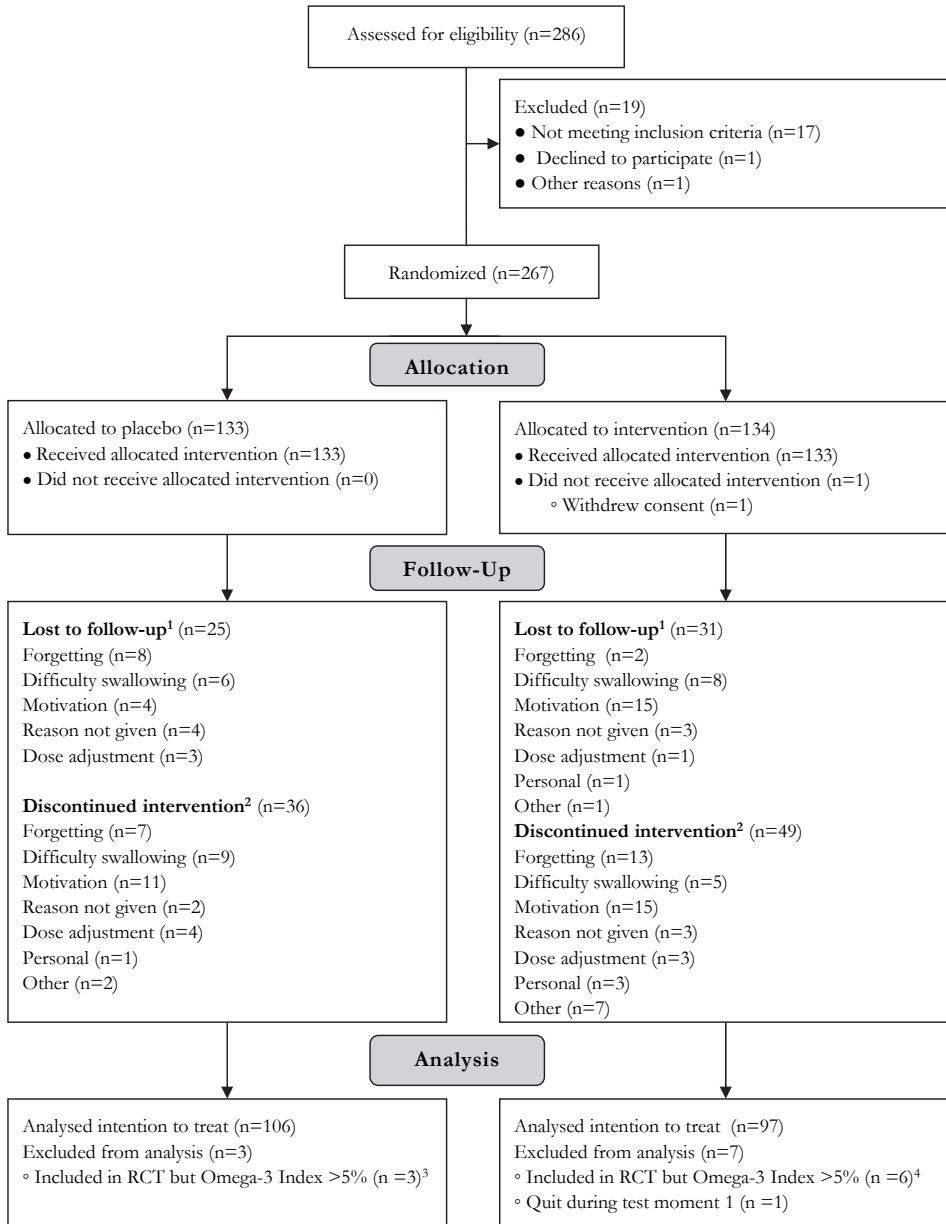 Assessed for eligibility (n=286)
Excluded (n=19)
● Not meeting inclusion criteria (n=17)
● Declined to participate (n=1)
● Other reasons (n=1)
Randomized (n=267)
Allocation
Allocated to placebo (n=133)
● Received allocated intervention (n=133)
● Did not receive allocated intervention (n=0)
Allocated to intervention (n=134)
● Received allocated intervention (n=133)
● Did not receive allocated intervention (n=1)
° Withdrew consent (n=1)
Follow-Up
Lost to follow-up¹ (n=25)
Forgetting (n=8)
Difficulty swallowing (n=6)
Motivation (n=4)
Reason not given (n=4)
Dose adjustment (n=3)
Discontinued intervention² (n=36)
Forgetting (n=7)
Difficulty swallowing (n=9)
Motivation (n=11)
Reason not given (n=2)
Dose adjustment (n=4)
Personal (n=1)
Other (n=2)
Lost to follow-up¹ (n=31)
Forgetting (n=2)
Difficulty swallowing (n=8)
Motivation (n=15)
Reason not given (n=3)
Dose adjustment (n=1)
Personal (n=1)
Other (n=1)
Discontinued intervention² (n=49)
Forgetting (n=13)
Difficulty swallowing (n=5)
Motivation (n=15)
Reason not given (n=3)
Dose adjustment (n=3)
Personal (n=3)
Other (n=7)
Analysis
Analysed intention to treat (n=106)
Excluded from analysis (n=3)
° Included in RCT but Omega-3 Index >5% (n =3)³
Analysed intention to treat (n=97)
Excluded from analysis (n=7)
° Included in RCT but Omega-3 Index >5% (n =6)⁴
° Quit during test moment 1 (n =1)